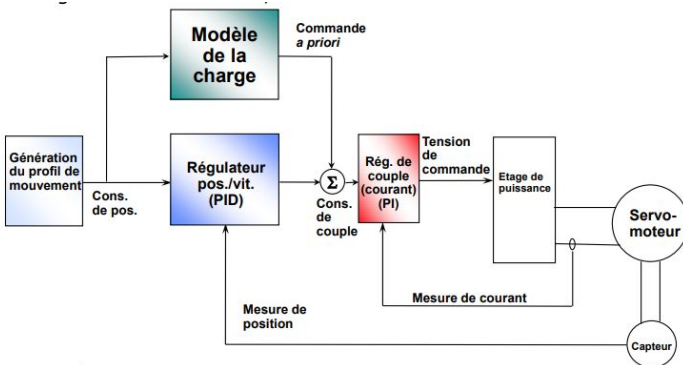 Modèle
de la
charge
Commande
a priori
Génération
du profil de
mouvement
Cons.
de pos.
Régulateur
pos./vit.
(PID)
Σ
Cons.
de
couple
Rég. de
couple
(courant)
(PI)
Tension
de
commande
Etage de
puissance
Servo-
moteur
Mesure de courant
Mesure de
position
Capteur